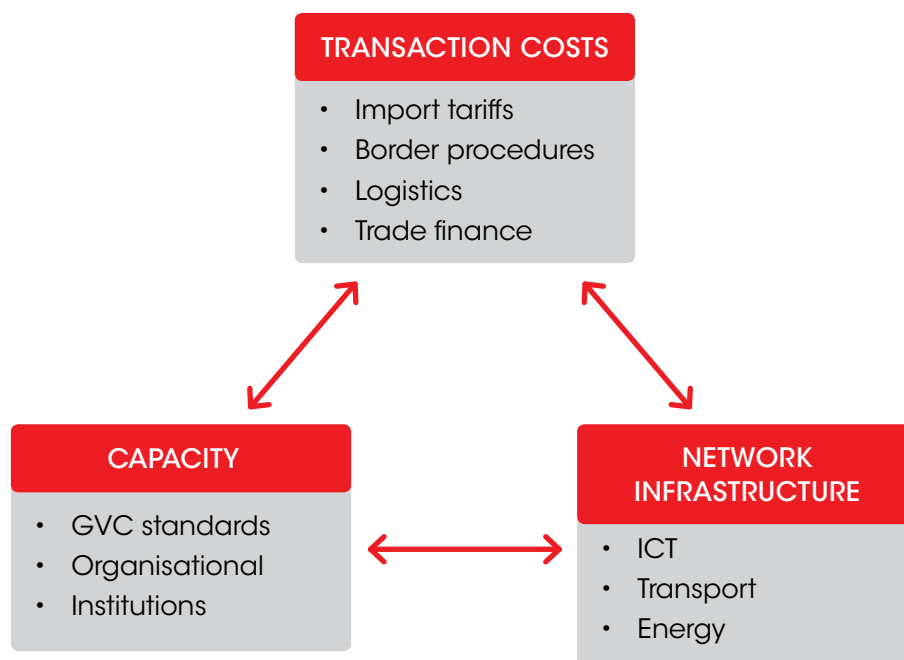 TRANSACTION COSTS
• Import tariffs
• Border procedures
• Logistics
• Trade finance
CAPACITY
• GVC standards
• Organisational
• Institutions
NETWORK
INFRASTRUCTURE
• ICT
• Transport
• Energy